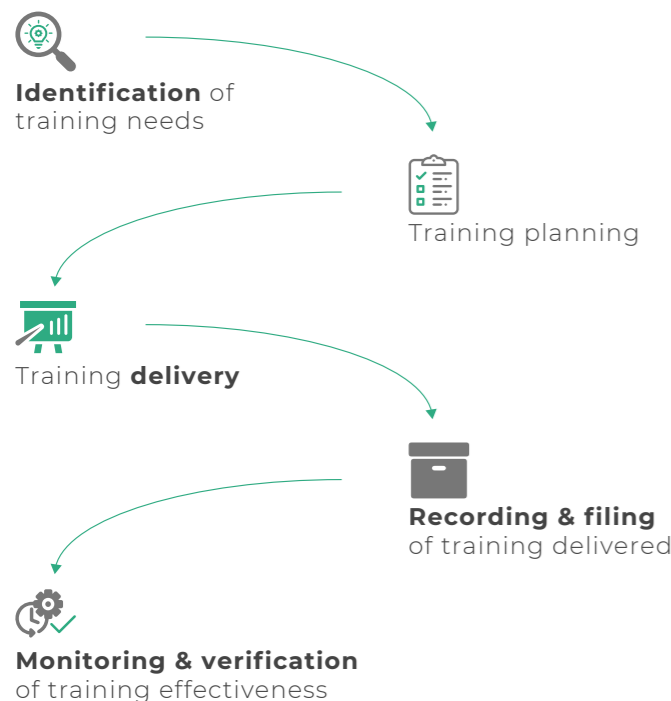 Identification of
training needs
Training planning
Training delivery
Recording & filing
of training delivered
Monitoring & verification
of training effectiveness